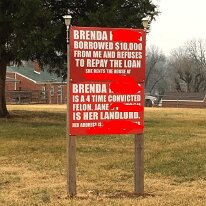 BRENDA
BORROWED $10,000
FROM ME AND REFUSES
TO REPAY THE LOAN
SHE RENTS THE HOUSE AT
BRENDA
IS A 4 TIME CONVICTED
FELON. JANE
IS HER LANDLORD.
HER ADDRESS IS